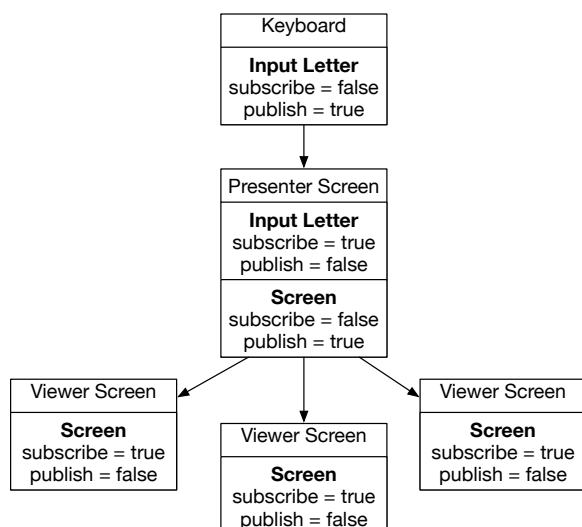 Keyboard
Input Letter
subscribe = false
publish = true
Presenter Screen
Input Letter
subscribe = true
publish = false
Screen
subscribe = false
publish = true
Viewer Screen
Screen
subscribe = true
publish = false
Viewer Screen
Screen
subscribe = true
publish = false
Viewer Screen
Screen
subscribe = true
publish = false